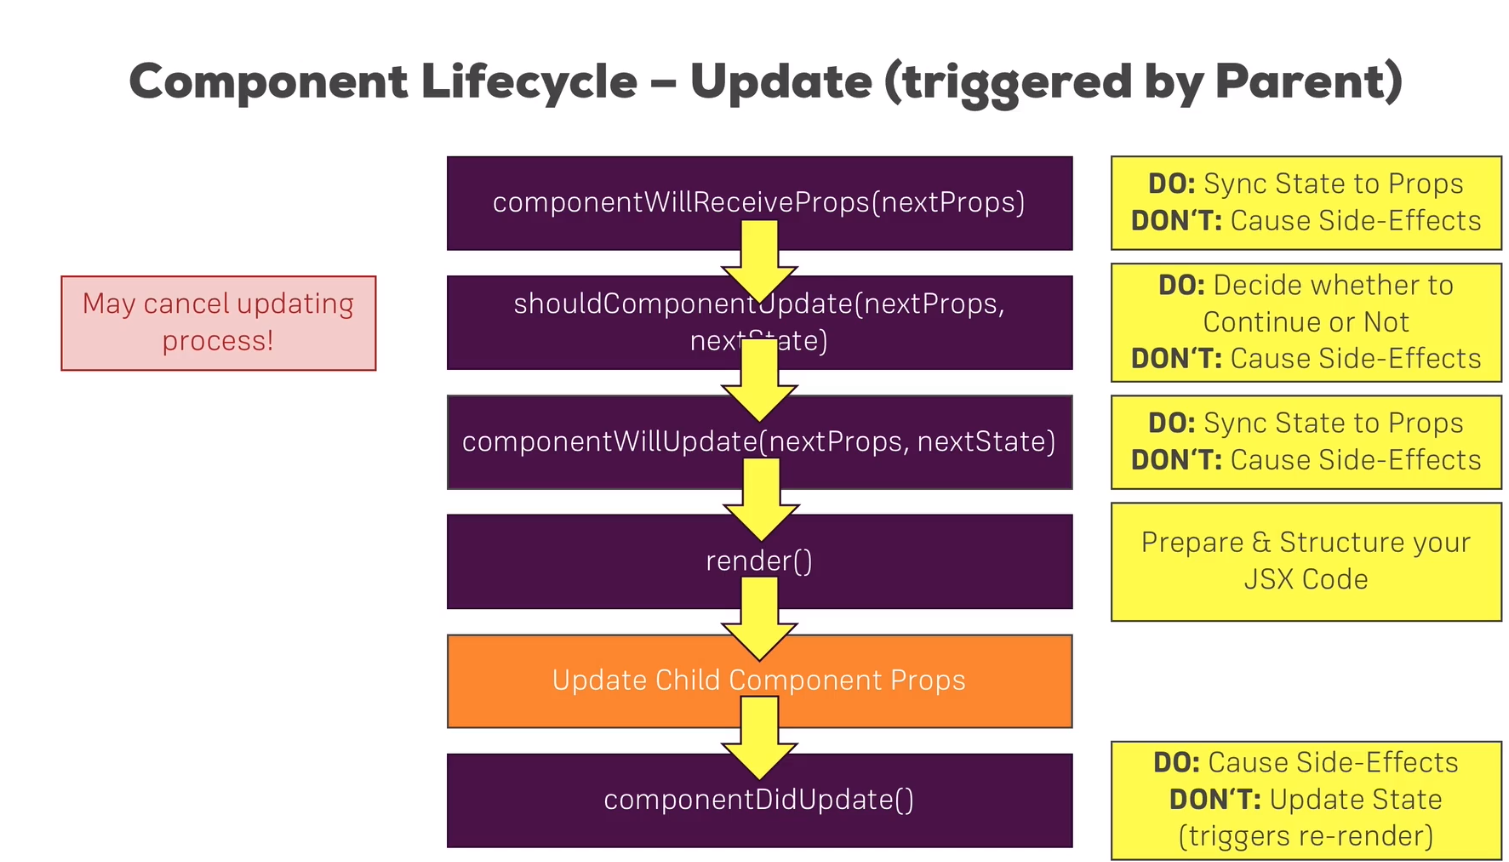 Component Lifecycle – Update (triggered by Parent)
componentWillReceiveProps(nextProps)
DO: Sync State to Props
DON‘T: Cause Side-Effects
May cancel updating
process!
shouldComponentUpdate(nextProps,
nextState)
DO: Decide whether to
Continue or Not
DON‘T: Cause Side-Effects
componentWillUpdate(nextProps, nextState)
DO: Sync State to Props
DON‘T: Cause Side-Effects
render()
Prepare & Structure your
JSX Code
Update Child Component Props
componentDidUpdate()
DO: Cause Side-Effects
DON‘T: Update State
(triggers re-render)